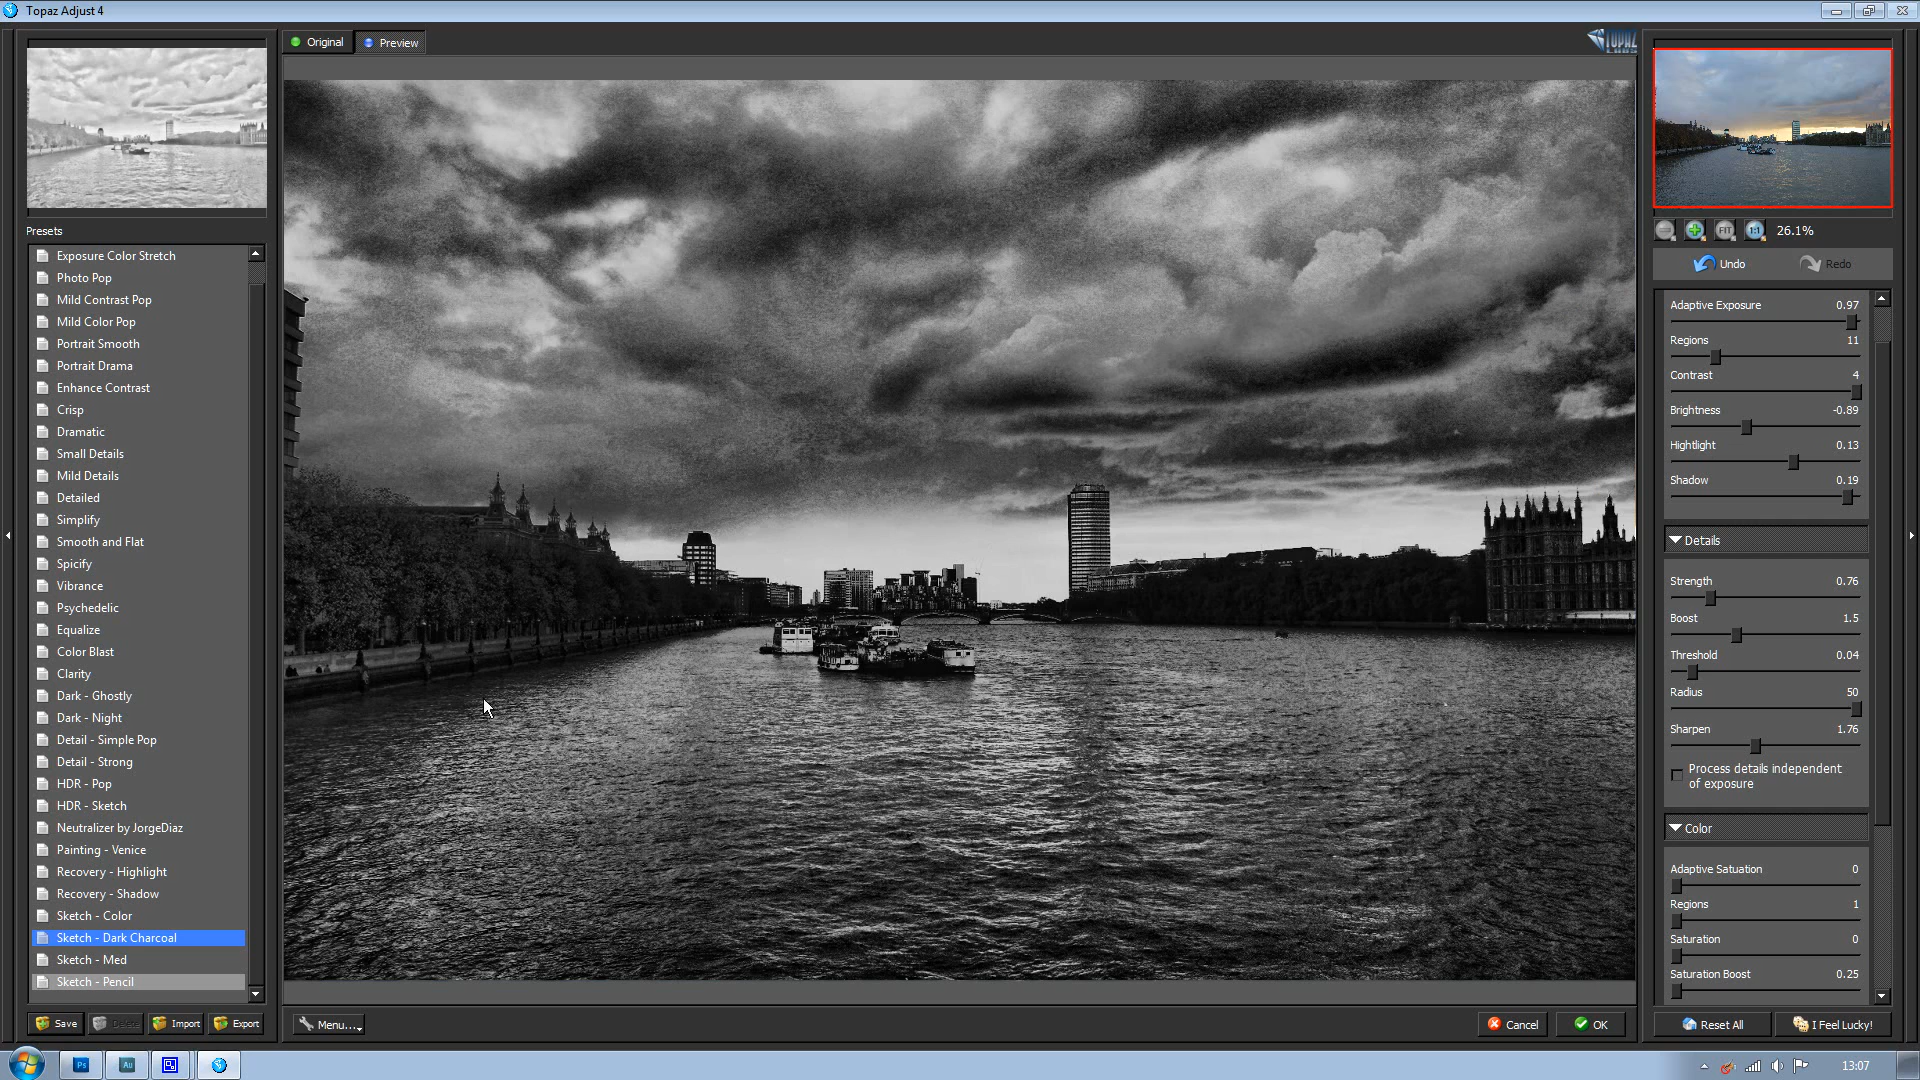 Topaz Adjust 4
Original
Preview
TOPAZ
Presets
Exposure Color Stretch
Photo Pop
Mild Contrast Pop
Mild Color Pop
Portrait Smooth
Portrait Drama
Enhance Contrast
Crisp
Dramatic
Small Details
Mild Details
Detailed
Simplify
Smooth and Flat
Spicify
Vibrance
Psychedelic
Equalize
Color Blast
Clarity
Dark - Ghostly
Dark - Night
Detail - Simple Pop
Detail - Strong
HDR - Pop
HDR - Sketch
Neutralizer by JorgeDiaz
Painting - Venice
Recovery - Highlight
Recovery - Shadow
Sketch - Color
Sketch - Dark Charcoal
Sketch - Med
Sketch - Pencil
Save
Delete
Import
Export
Menu...
Cancel
OK
FIT
1:1
26.1%
Undo
Redo
Adaptive Exposure 0.97
Regions 11
Contrast 4
Brightness -0.89
Hightlight 0.13
Shadow 0.19
Details
Strength 0.76
Boost 1.5
Threshold 0.04
Radius 50
Sharpen 1.76
Process details independent
of exposure
Color
Adaptive Satuation 0
Regions 1
Saturation 0
Saturation Boost 0.25
Reset All
I Feel Lucky!
Ps
Au
13:07